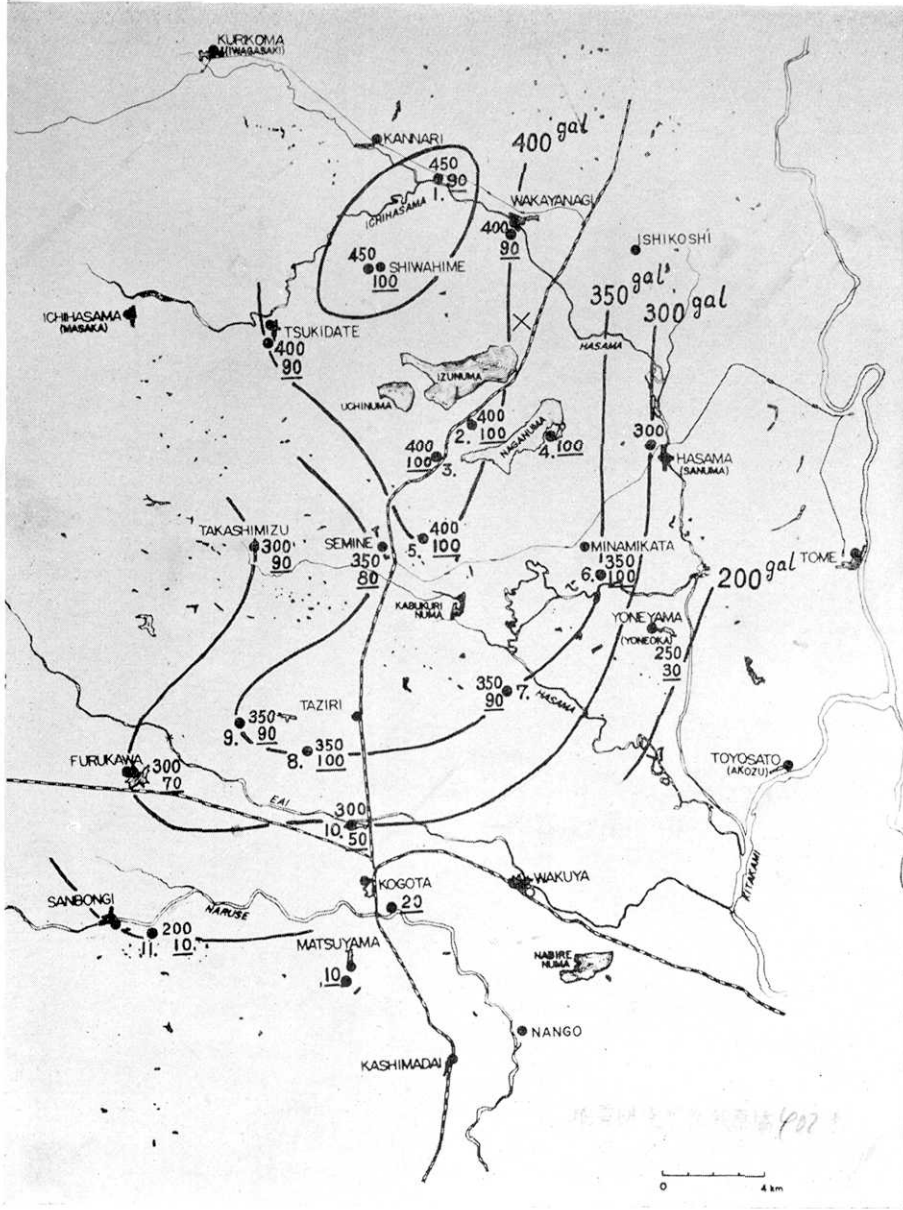 KURIKOMA
(IWAGASAKI)
KANNARI
400 gal
450
90
1.
ICHIHASAMA
WAKAYANAGI
400
90
ISHIKOSHI
450
100
SHIWAHIME
350 gal
300 gal
ICHIHASAMA
(MASAKA)
TSUKIDATE
400
90
HASAMA
IZUNUMA
UCHINUMA
400
100
2.
NAGANUMA
4.
100
300
HASAMA
(SANUMA)
400
100
3.
TAKASHIMIZU
300
90
SEMINE
350
80
5.
400
100
MINAMIKATA
350
100
6.
TOME
200 gal
KABUKURI
NUMA
YONEYAMA
(YONEOKA)
250
30
350
90
7.
HASAMA
TAZIRI
350
90
9.
350
100
8.
FURUKAWA
300
70
TOYOSATO
(AKOZU)
EAI
300
10.
50
KITAKAMI
KOGOTA
WAKUYA
20
SANBONGI
NARUSE
200
10.
11.
MATSUYAMA
10
NABIRE
NUMA
NANGO
KASHIMADAI
0
4 km